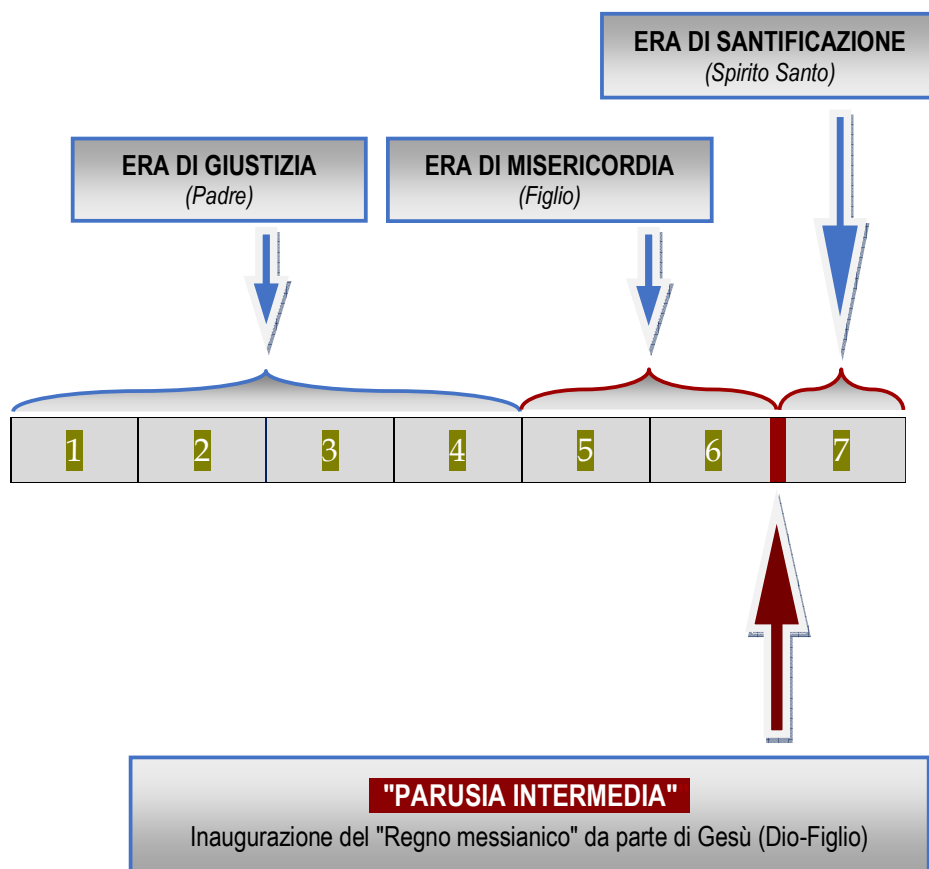 ERA DI SANTIFICAZIONE
(Spirito Santo)
ERA DI GIUSTIZIA
(Padre)
ERA DI MISERICORDIA
(Figlio)
1 2 3 4 5 6 7
"PARUSIA INTERMEDIA"
Inaugurazione del "Regno messianico" da parte di Gesù (Dio-Figlio)